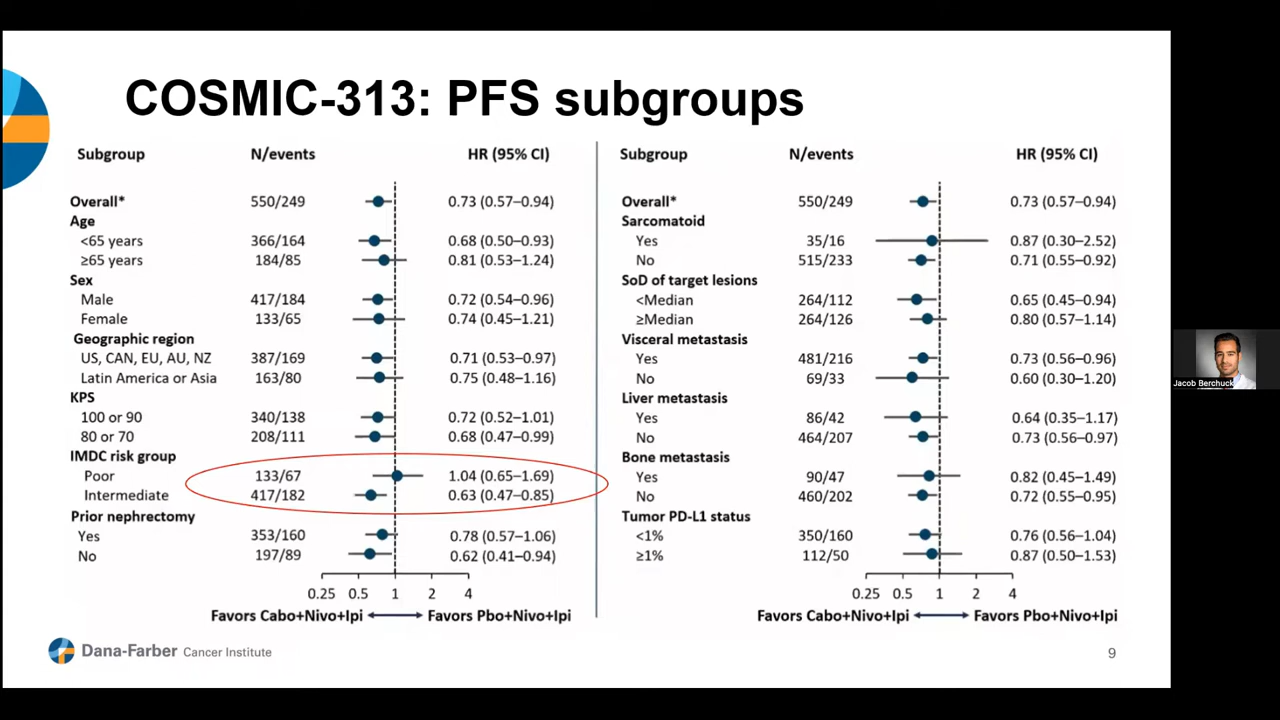 COSMIC-313: PFS subgroups
Subgroup N/events HR (95% CI)
Overall* 550/249 0.73 (0.57–0.94)
Age
<65 years 366/164 0.68 (0.50–0.93)
≥65 years 184/85 0.81 (0.53–1.24)
Sex
Male 417/184 0.72 (0.54–0.96)
Female 133/65 0.74 (0.45–1.21)
Geographic region
US, CAN, EU, AU, NZ 387/169 0.71 (0.53–0.97)
Latin America or Asia 163/80 0.75 (0.48–1.16)
KPS
100 or 90 340/138 0.72 (0.52–1.01)
80 or 70 208/111 0.68 (0.47–0.99)
IMDC risk group
Poor 133/67 1.04 (0.65–1.69)
Intermediate 417/182 0.63 (0.47–0.85)
Prior nephrectomy
Yes 353/160 0.78 (0.57–1.06)
No 197/89 0.62 (0.41–0.94)
0.25 0.5 1 2 4
Favors Cabo+Nivo+Ipi Favors Pbo+Nivo+Ipi
Subgroup N/events HR (95% CI)
Overall* 550/249 0.73 (0.57–0.94)
Sarcomatoid
Yes 35/16 0.87 (0.30–2.52)
No 515/233 0.71 (0.55–0.92)
SoD of target lesions
<Median 264/112 0.65 (0.45–0.94)
≥Median 264/126 0.80 (0.57–1.14)
Visceral metastasis
Yes 481/216 0.73 (0.56–0.96)
No 69/33 0.60 (0.30–1.20)
Liver metastasis
Yes 86/42 0.64 (0.35–1.17)
No 464/207 0.73 (0.56–0.97)
Bone metastasis
Yes 90/47 0.82 (0.45–1.49)
No 460/202 0.72 (0.55–0.95)
Tumor PD-L1 status
<1% 350/160 0.76 (0.56–1.04)
≥1% 112/50 0.87 (0.50–1.53)
0.25 0.5 1 2 4
Favors Cabo+Nivo+Ipi Favors Pbo+Nivo+Ipi
Dana-Farber Cancer Institute
9
Jacob Berchuck